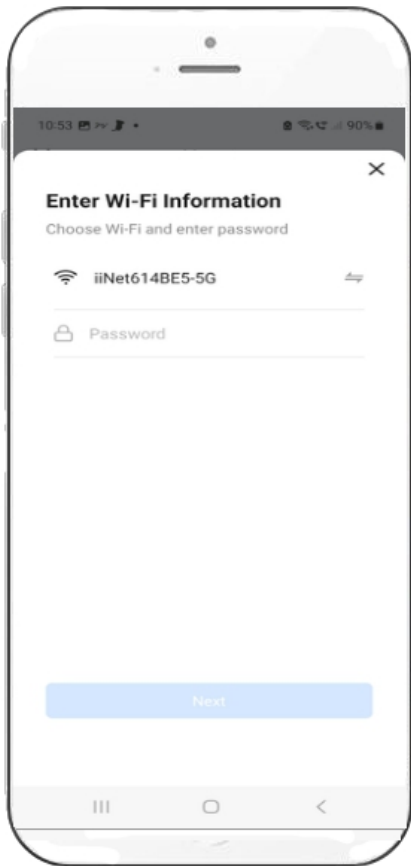 10:53
90%
Enter Wi-Fi Information
Choose Wi-Fi and enter password
iiNet614BE5-5G
Password
Next